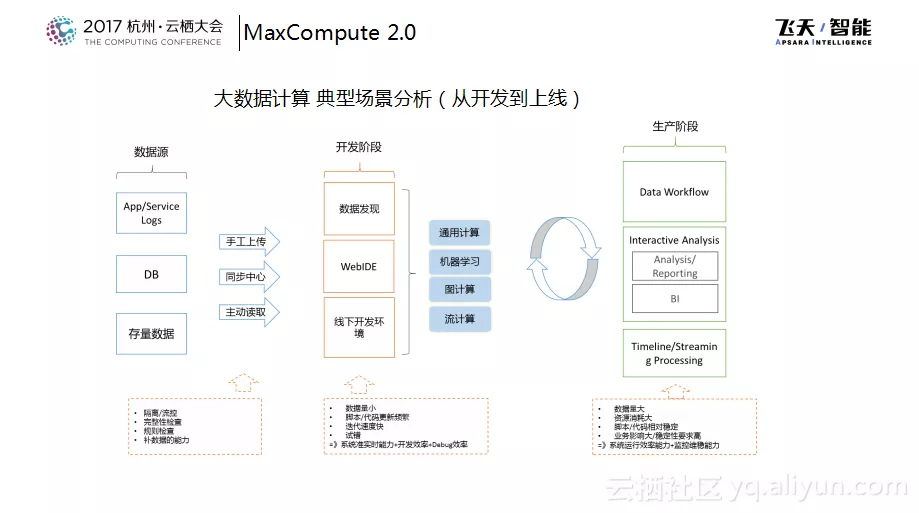 2017 杭州·云栖大会
THE COMPUTING CONFERENCE
MaxCompute 2.0
飞天/智能
APSARA INTELLIGENCE
大数据计算 典型场景分析（从开发到上线）
数据源
App/Service
Logs
DB
存量数据
手工上传
同步中心
主动读取
• 隔离/流控
• 完整性检查
• 规则检查
• 补数据的能力
开发阶段
数据发现
WebIDE
线下开发环
境
通用计算
机器学习
图计算
流计算
• 数据量小
• 脚本/代码更新频繁
• 迭代速度快
• 试错
=》系统准实时能力+开发效率+Debug效率
生产阶段
Data Workflow
Interactive Analysis
Analysis/
Reporting
BI
Timeline/Streamin
g Processing
• 数据量大
• 资源消耗大
• 脚本/代码相对稳定
• 业务影响大/稳定性要求高
=》系统运行效率能力+监控维稳能力
云栖社区 yq.aliyun.com